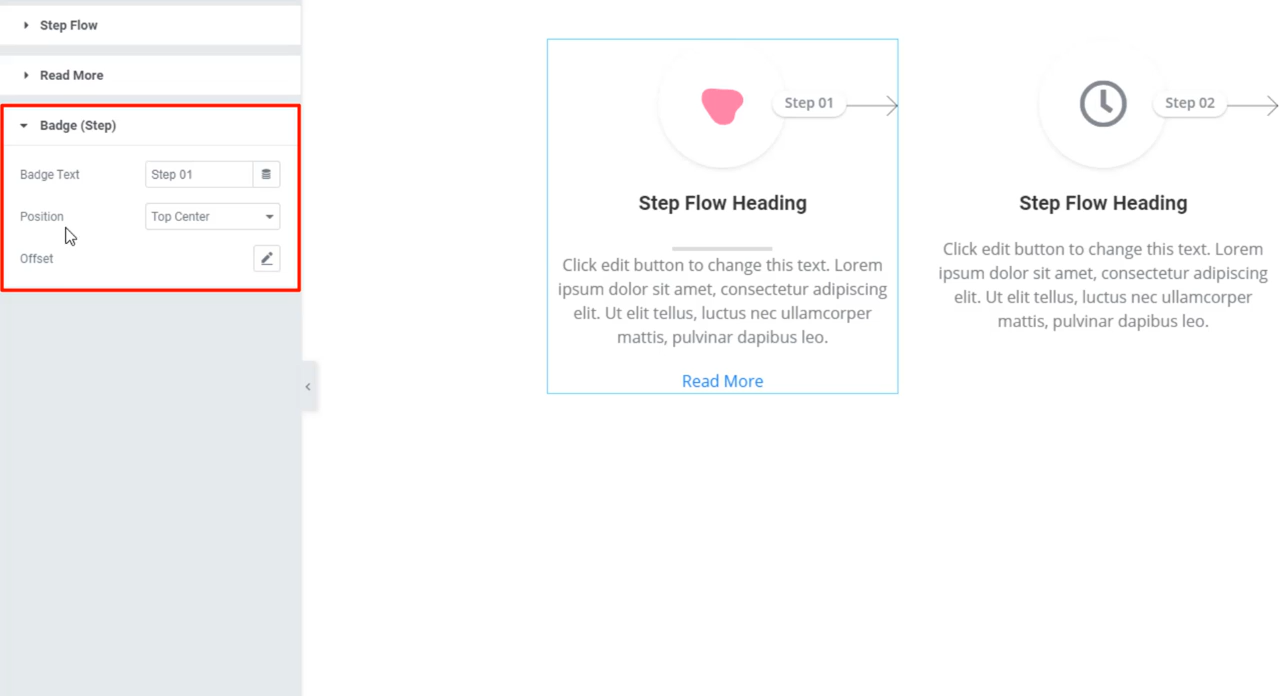 Step Flow
Read More
Badge (Step)
Badge Text
Step 01
Position
Top Center
Offset
Step 01
Step Flow Heading
Click edit button to change this text. Lorem
ipsum dolor sit amet, consectetur adipiscing
elit. Ut elit tellus, luctus nec ullamcorper
mattis, pulvinar dapibus leo.
Read More
Step 02
Step Flow Heading
Click edit button to change this text. Lorem
ipsum dolor sit amet, consectetur adipiscing
elit. Ut elit tellus, luctus nec ullamcorper
mattis, pulvinar dapibus leo.